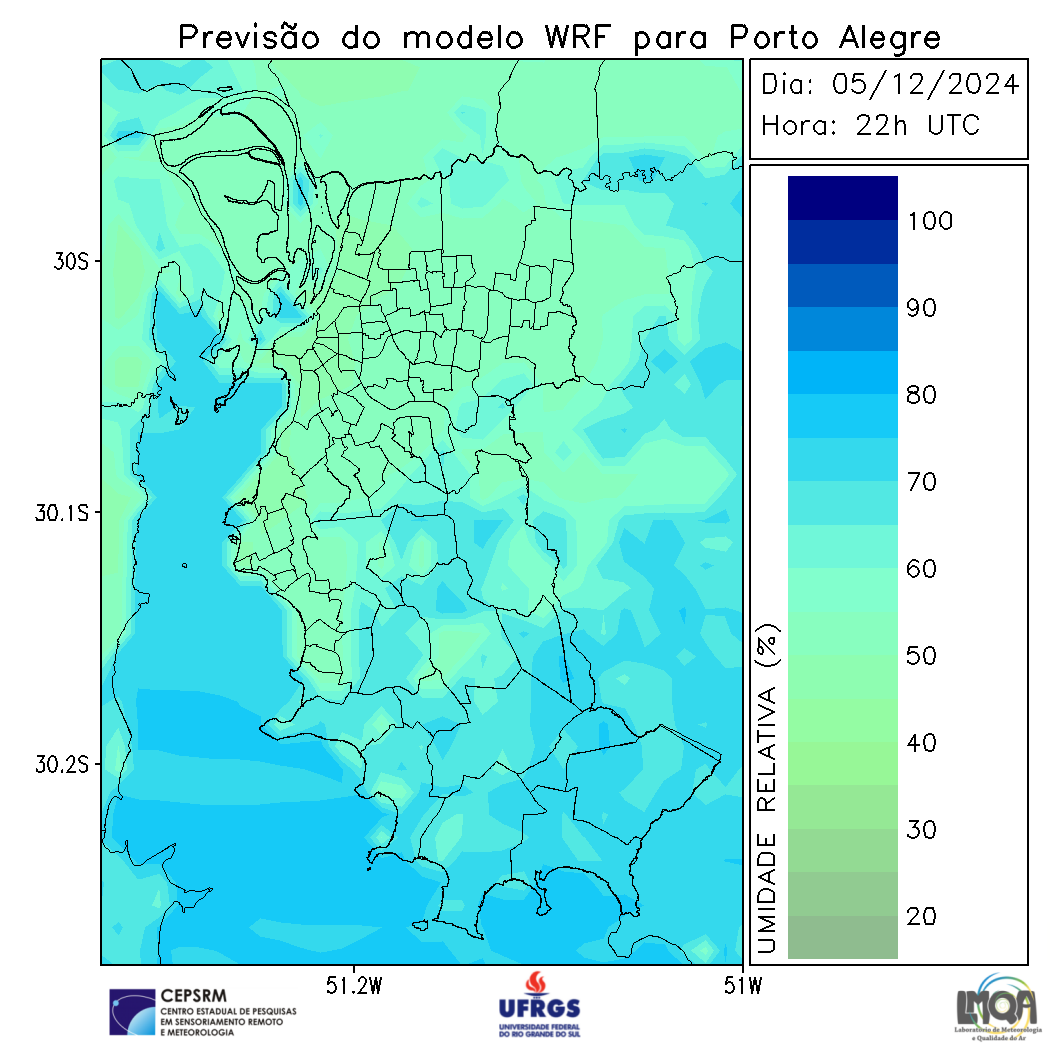 Previsão do modelo WRF para Porto Alegre
Dia: 05/12/2024
Hora: 22h UTC
30S
30.1S
30.2S
51.2W
51W
UMIDADE RELATIVA (%)
100
90
80
70
60
50
40
30
20
CEPSRM
CENTRO ESTADUAL DE PESQUISAS
EM SENSORIAMENTO REMOTO
E METEOROLOGIA
UFRGS
UNIVERSIDADE FEDERAL
DO RIO GRANDE DO SUL
LMQA
Laboratório de Meteorologia
e Qualidade do Ar